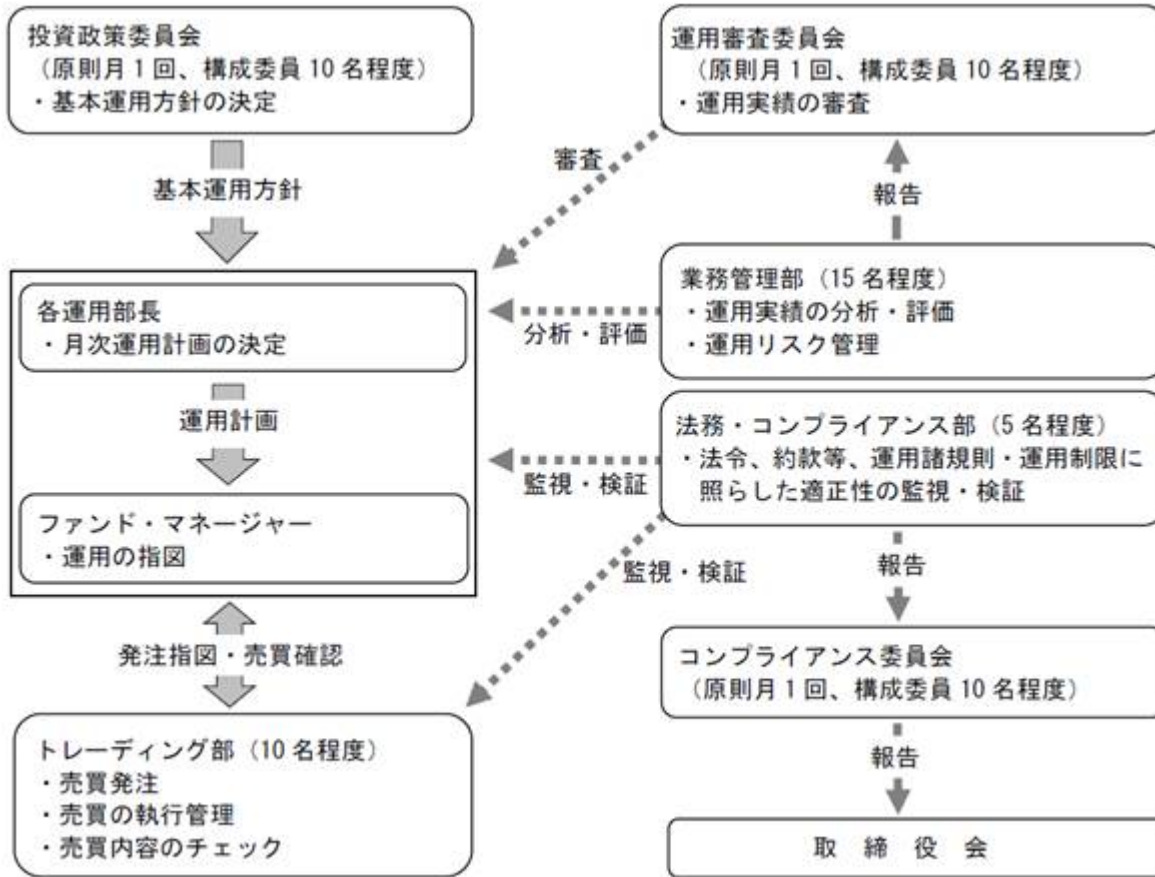 投資政策委員会
（原則月1回、構成委員10名程度）
・基本運用方針の決定
基本運用方針
各運用部長
・月次運用計画の決定
運用計画
ファンド・マネージャー
・運用の指図
発注指図・売買確認
トレーディング部（10名程度）
・売買発注
・売買の執行管理
・売買内容のチェック
運用審査委員会
（原則月1回、構成委員10名程度）
・運用実績の審査
審査
報告
業務管理部（15名程度）
・運用実績の分析・評価
・運用リスク管理
分析・評価
法務・コンプライアンス部（5名程度）
・法令、約款等、運用諸規則・運用制限に
照らした適正性の監視・検証
監視・検証
監視・検証
報告
コンプライアンス委員会
（原則月1回、構成委員10名程度）
報告
取 締 役 会